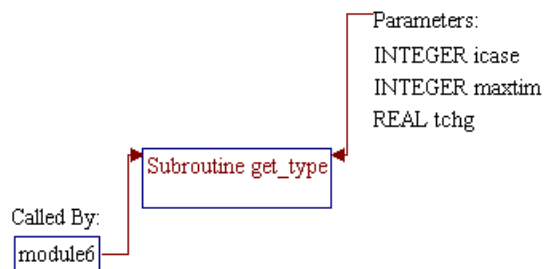 Parameters:
INTEGER icase
INTEGER maxtim
REAL tchg
Subroutine get_type
Called By:
module6